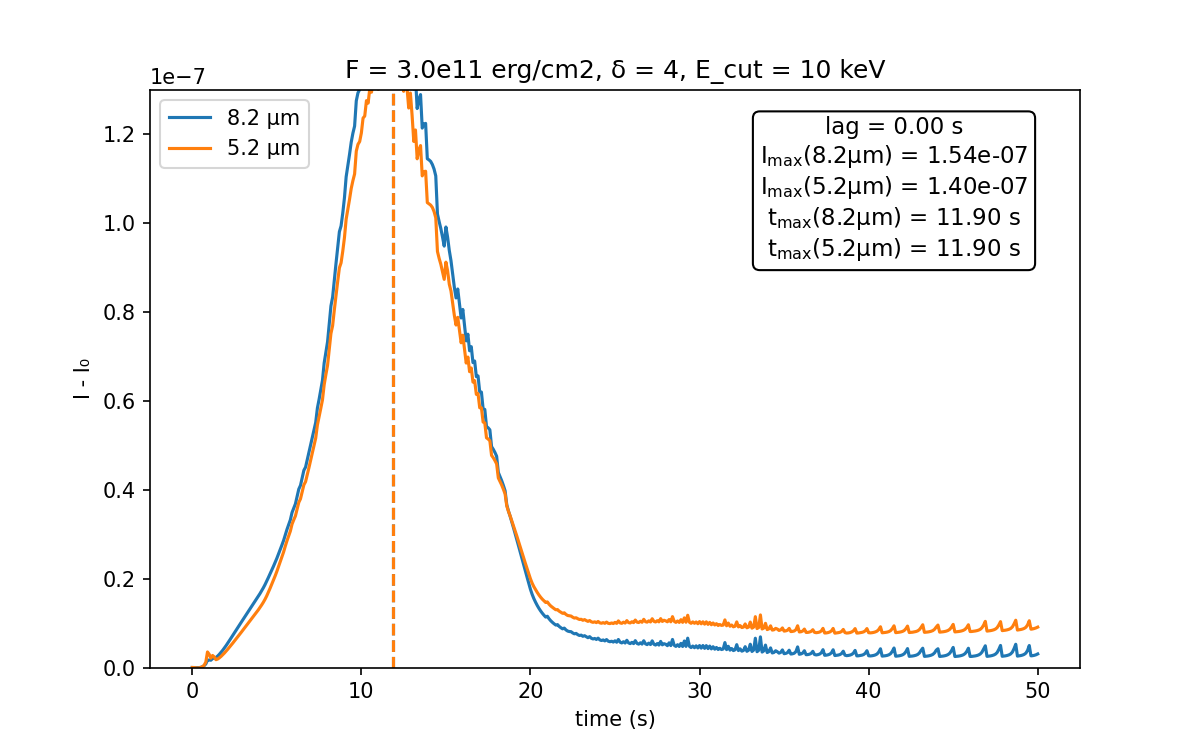 F = 3.0e11 erg/cm2, δ = 4, E_cut = 10 keV
1e−7
8.2 μm
5.2 μm
lag = 0.00 s
Imax(8.2μm) = 1.54e-07
Imax(5.2μm) = 1.40e-07
tmax(8.2μm) = 11.90 s
tmax(5.2μm) = 11.90 s
1.2
1.0
0.8
0.6
0.4
0.2
0.0
I - I₀
0 10 20 30 40 50
time (s)